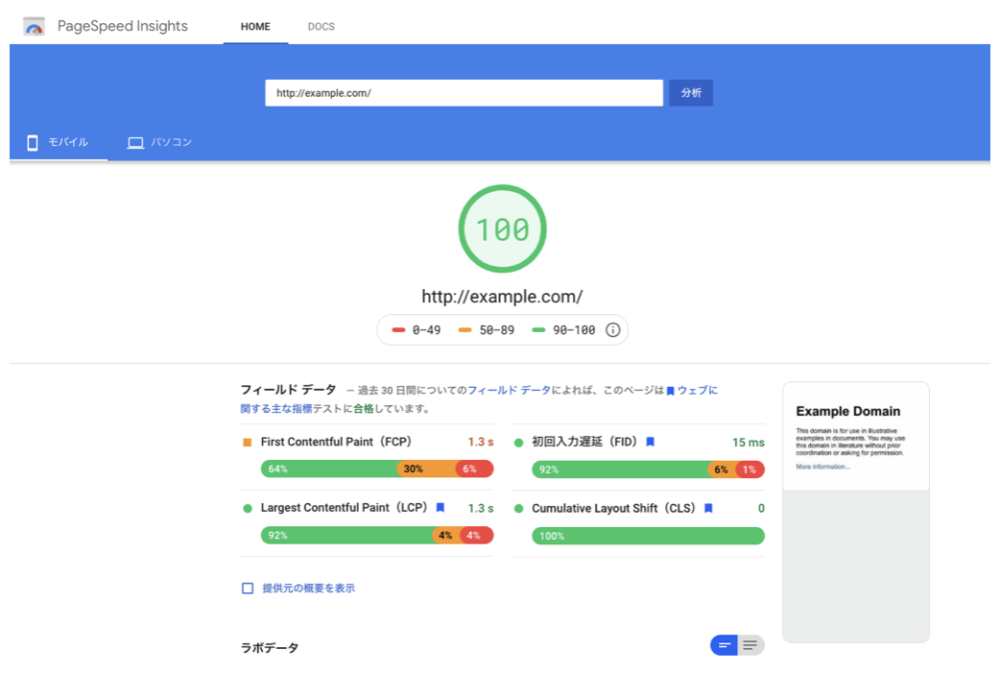 PageSpeed Insights
HOME
DOCS
http://example.com/
分析
モバイル
パソコン
100
http://example.com/
0-49
50-89
90-100
フィールド データ － 過去 30 日間についてのフィールド データによれば、このページは ウェブに
関する主な指標テストに合格しています。
First Contentful Paint（FCP）
1.3 s
64%
30%
6%
初回入力遅延（FID）
15 ms
92%
6%
1%
Largest Contentful Paint（LCP）
1.3 s
92%
4%
4%
Cumulative Layout Shift（CLS）
0
100%
提供元の概要を表示
ラボデータ
Example Domain
This domain is for use in illustrative
examples in documents. You may use
this domain in literature without prior
coordination or asking for permission.
More information...